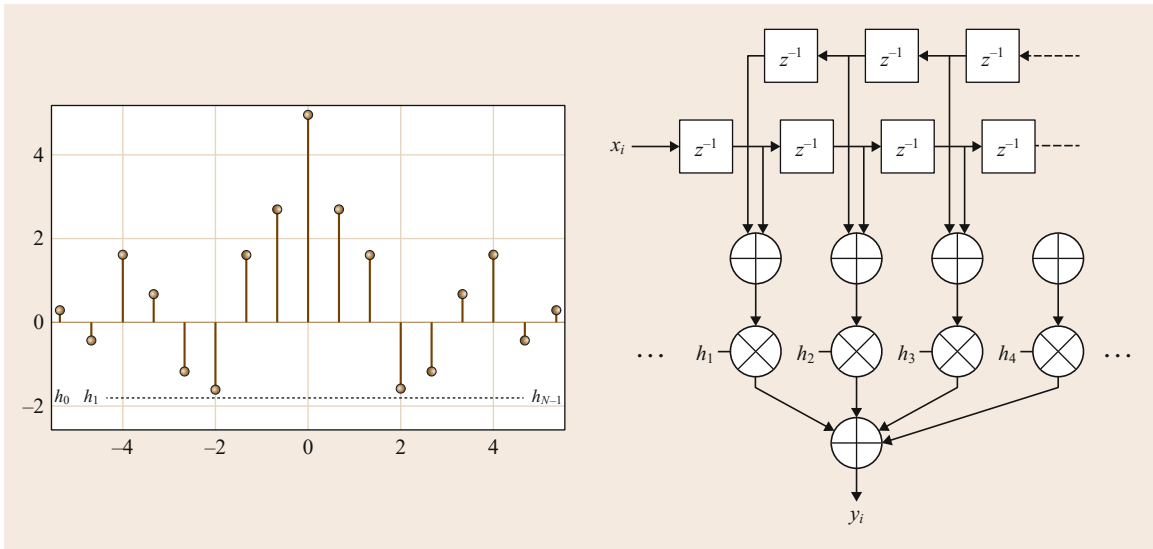 4
2
0
–2
h₀ h₁ hN–1
–4 –2 0 2 4
z⁻¹ z⁻¹ z⁻¹
xᵢ z⁻¹ z⁻¹ z⁻¹ z⁻¹
... h₁ h₂ h₃ h₄ ...
yᵢ